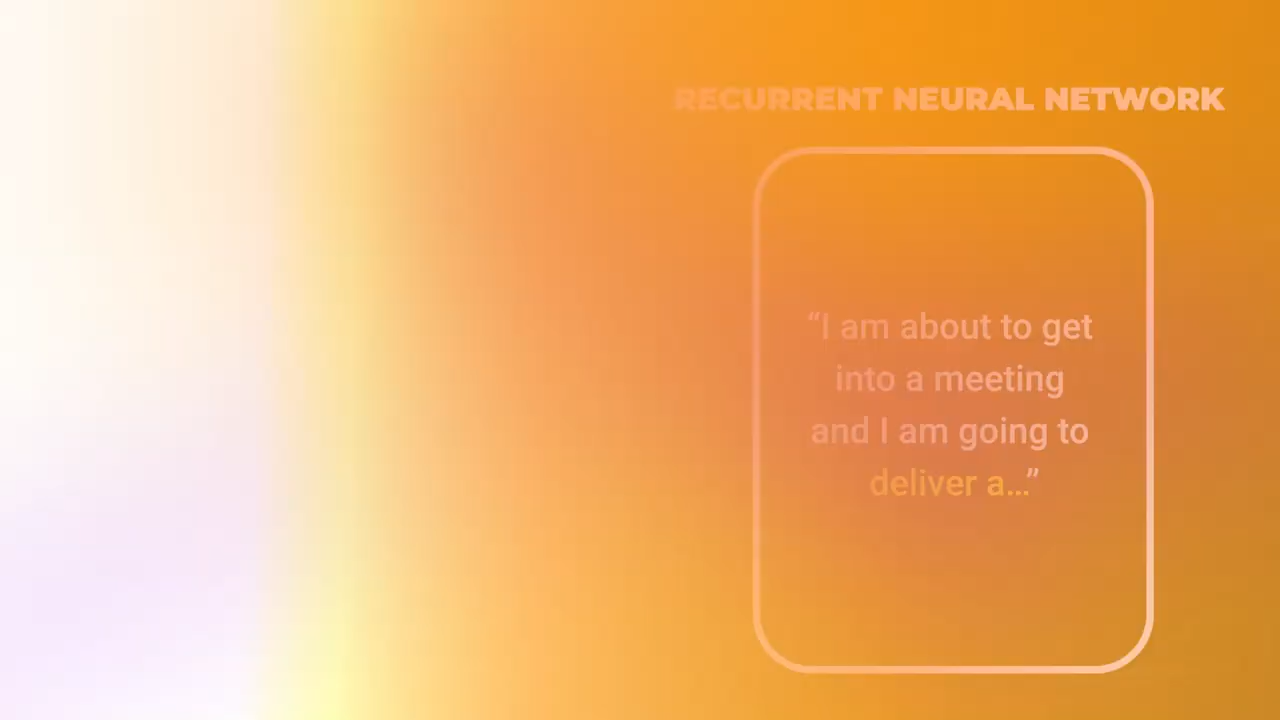 RECURRENT NEURAL NETWORK
“I am about to get
into a meeting
and I am going to
deliver a...”